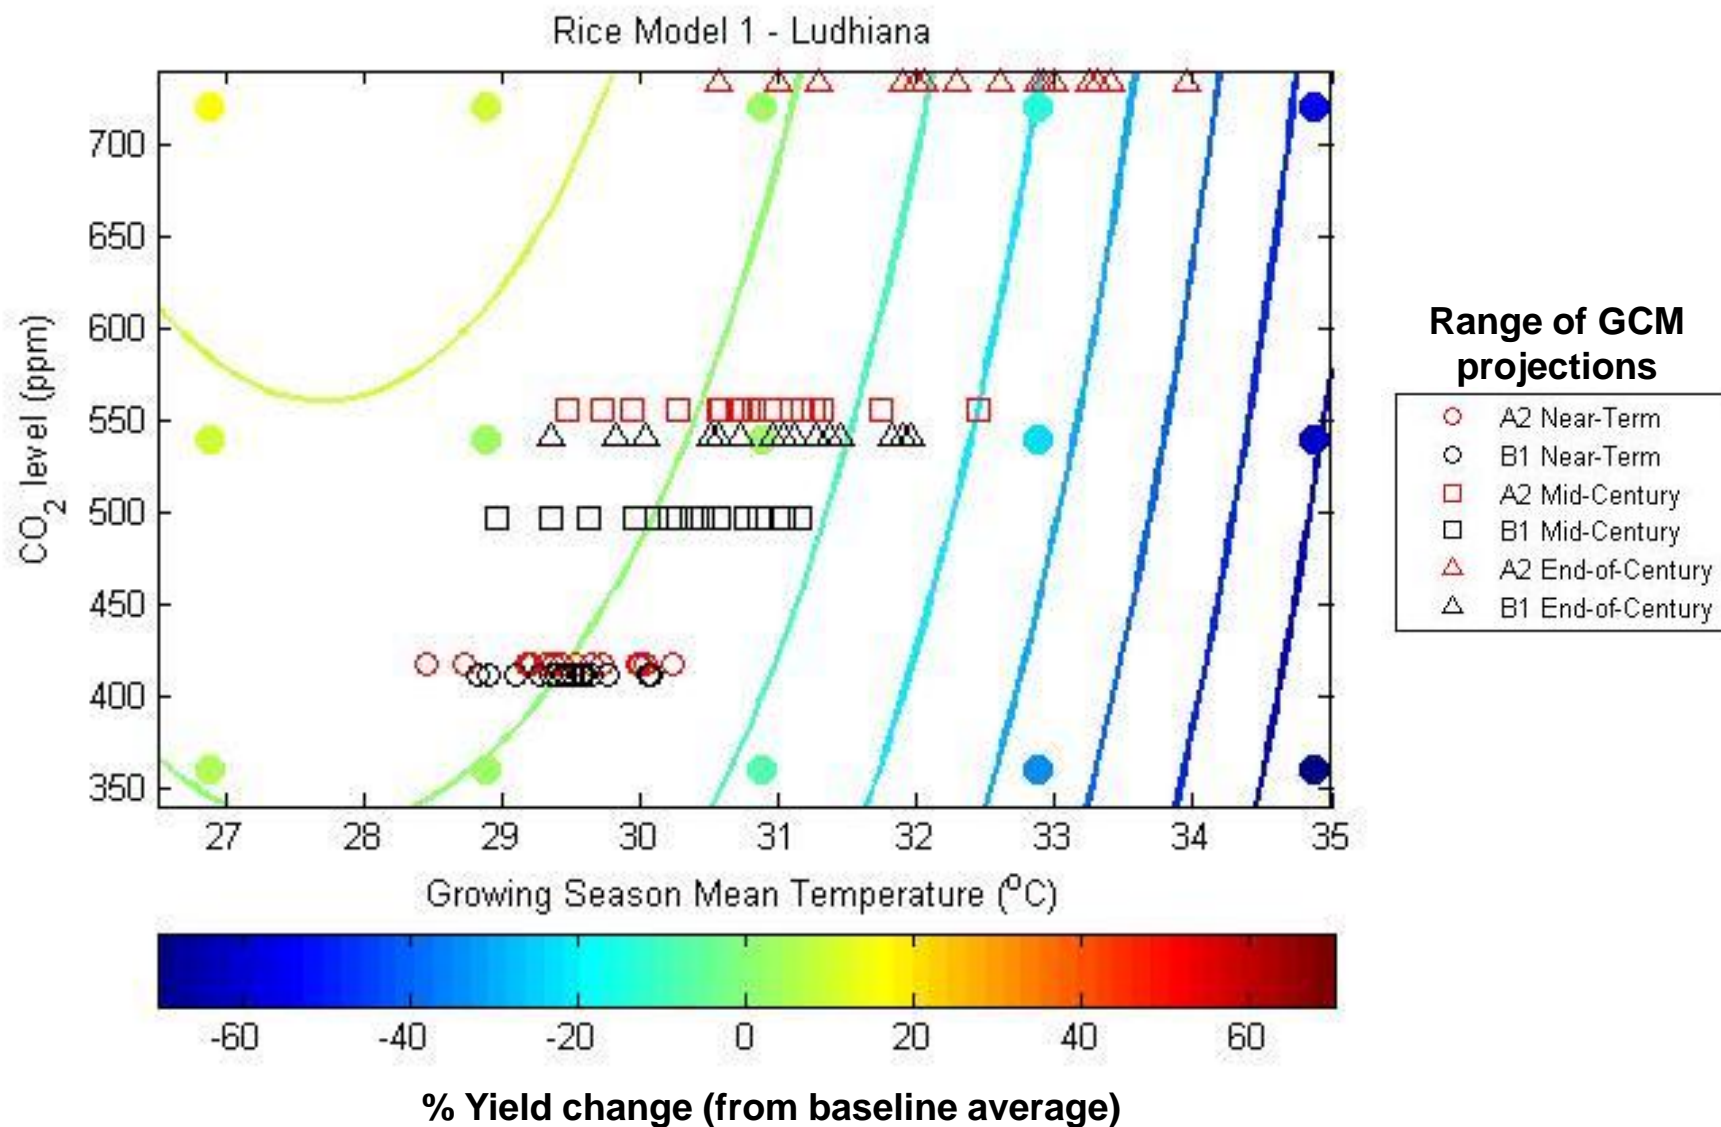 Rice Model 1 - Ludhiana
CO2 level (ppm)
700
650
600
550
500
450
400
350
27 28 29 30 31 32 33 34 35
Growing Season Mean Temperature (oC)
-60 -40 -20 0 20 40 60
% Yield change (from baseline average)
Range of GCM
projections
A2 Near-Term
B1 Near-Term
A2 Mid-Century
B1 Mid-Century
A2 End-of-Century
B1 End-of-Century